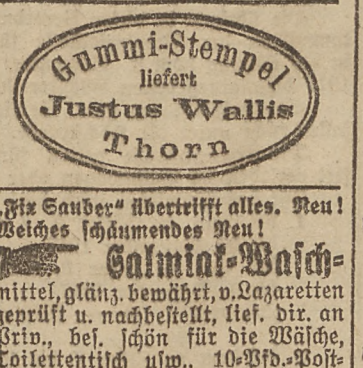 Gummi-Stempel
liefert
Justus Wallis
Thorn
„Fix Sauber“ übertrifft alles. Neu!
Weiches schäumendes Neu!
Salmiak-Wasch-
mittel, glänz. bewährt, v. Lazaretten
geprüft u. nachbestellt, lief. dir. an
Priv., bes. schön für die Wäsche,
Toilettentisch usw., 10-Pfd.-Post-